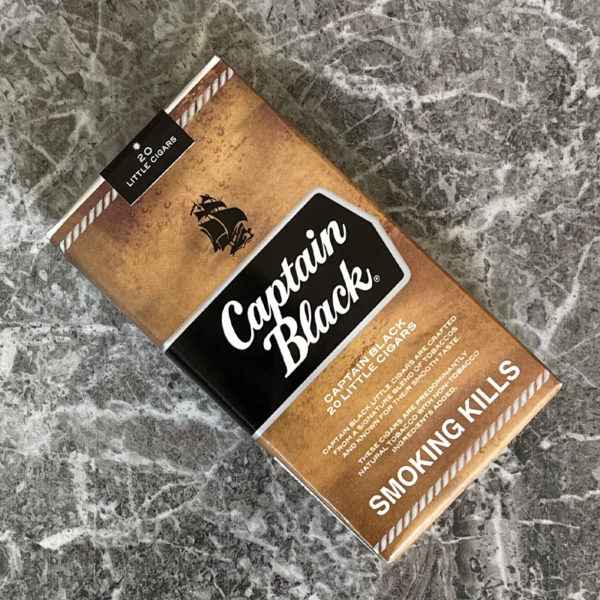 20
LITTLE CIGARS
Captain
Black®
CAPTAIN BLACK
20 LITTLE CIGARS
CAPTAIN BLACK LITTLE CIGARS ARE CRAFTED
FROM A SIGNATURE BLEND OF TOBACCOS
AND KNOWN FOR THEIR SMOOTH TASTE
THESE CIGARS ARE PREDOMINANTLY
NATURAL TOBACCO WITH NON-TOBACCO
INGREDIENTS ADDED
SMOKING KILLS